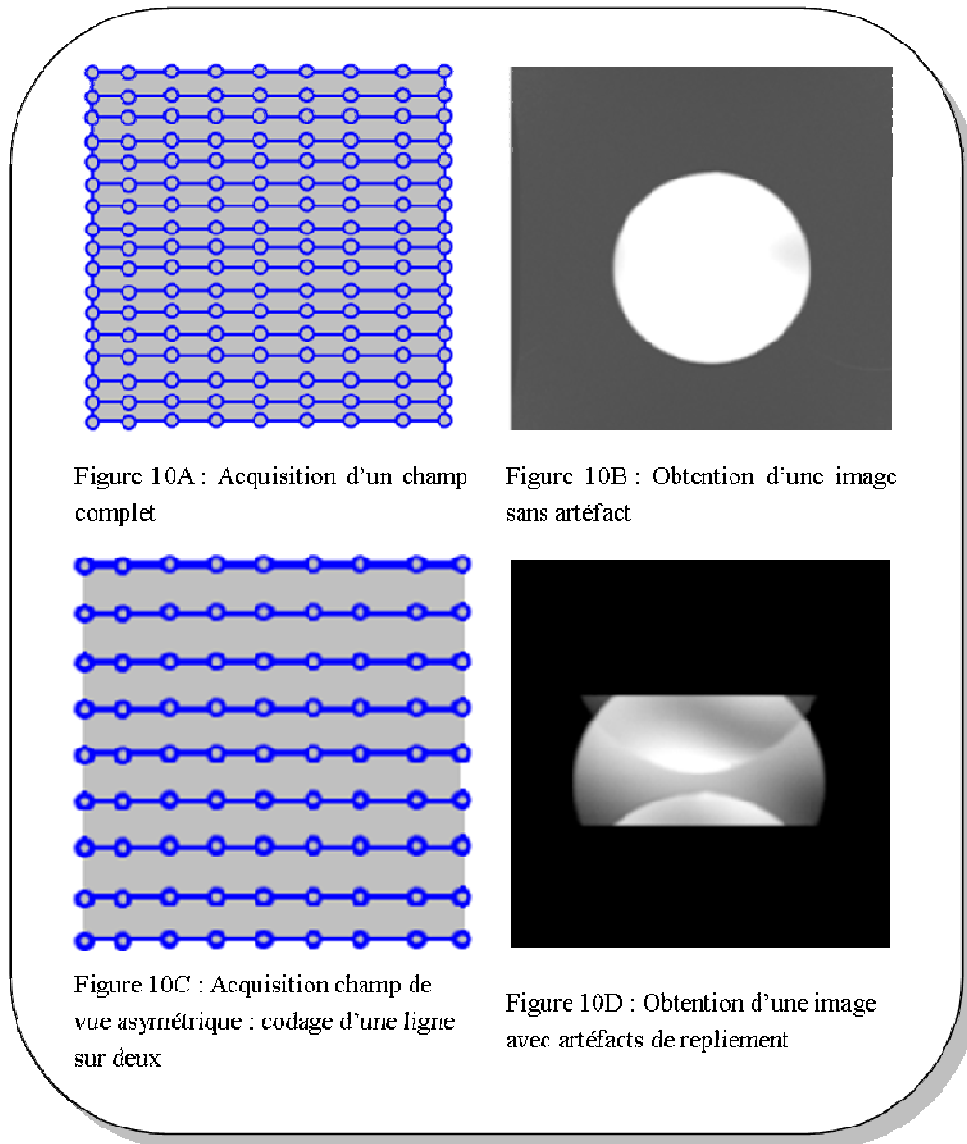 Figure 10A : Acquisition d'un champ
complet
Figure 10B : Obtention d'une image
sans artéfact
Figure 10C : Acquisition champ de
vue asymétrique : codage d'une ligne
sur deux
Figure 10D : Obtention d'une image
avec artéfacts de repliement